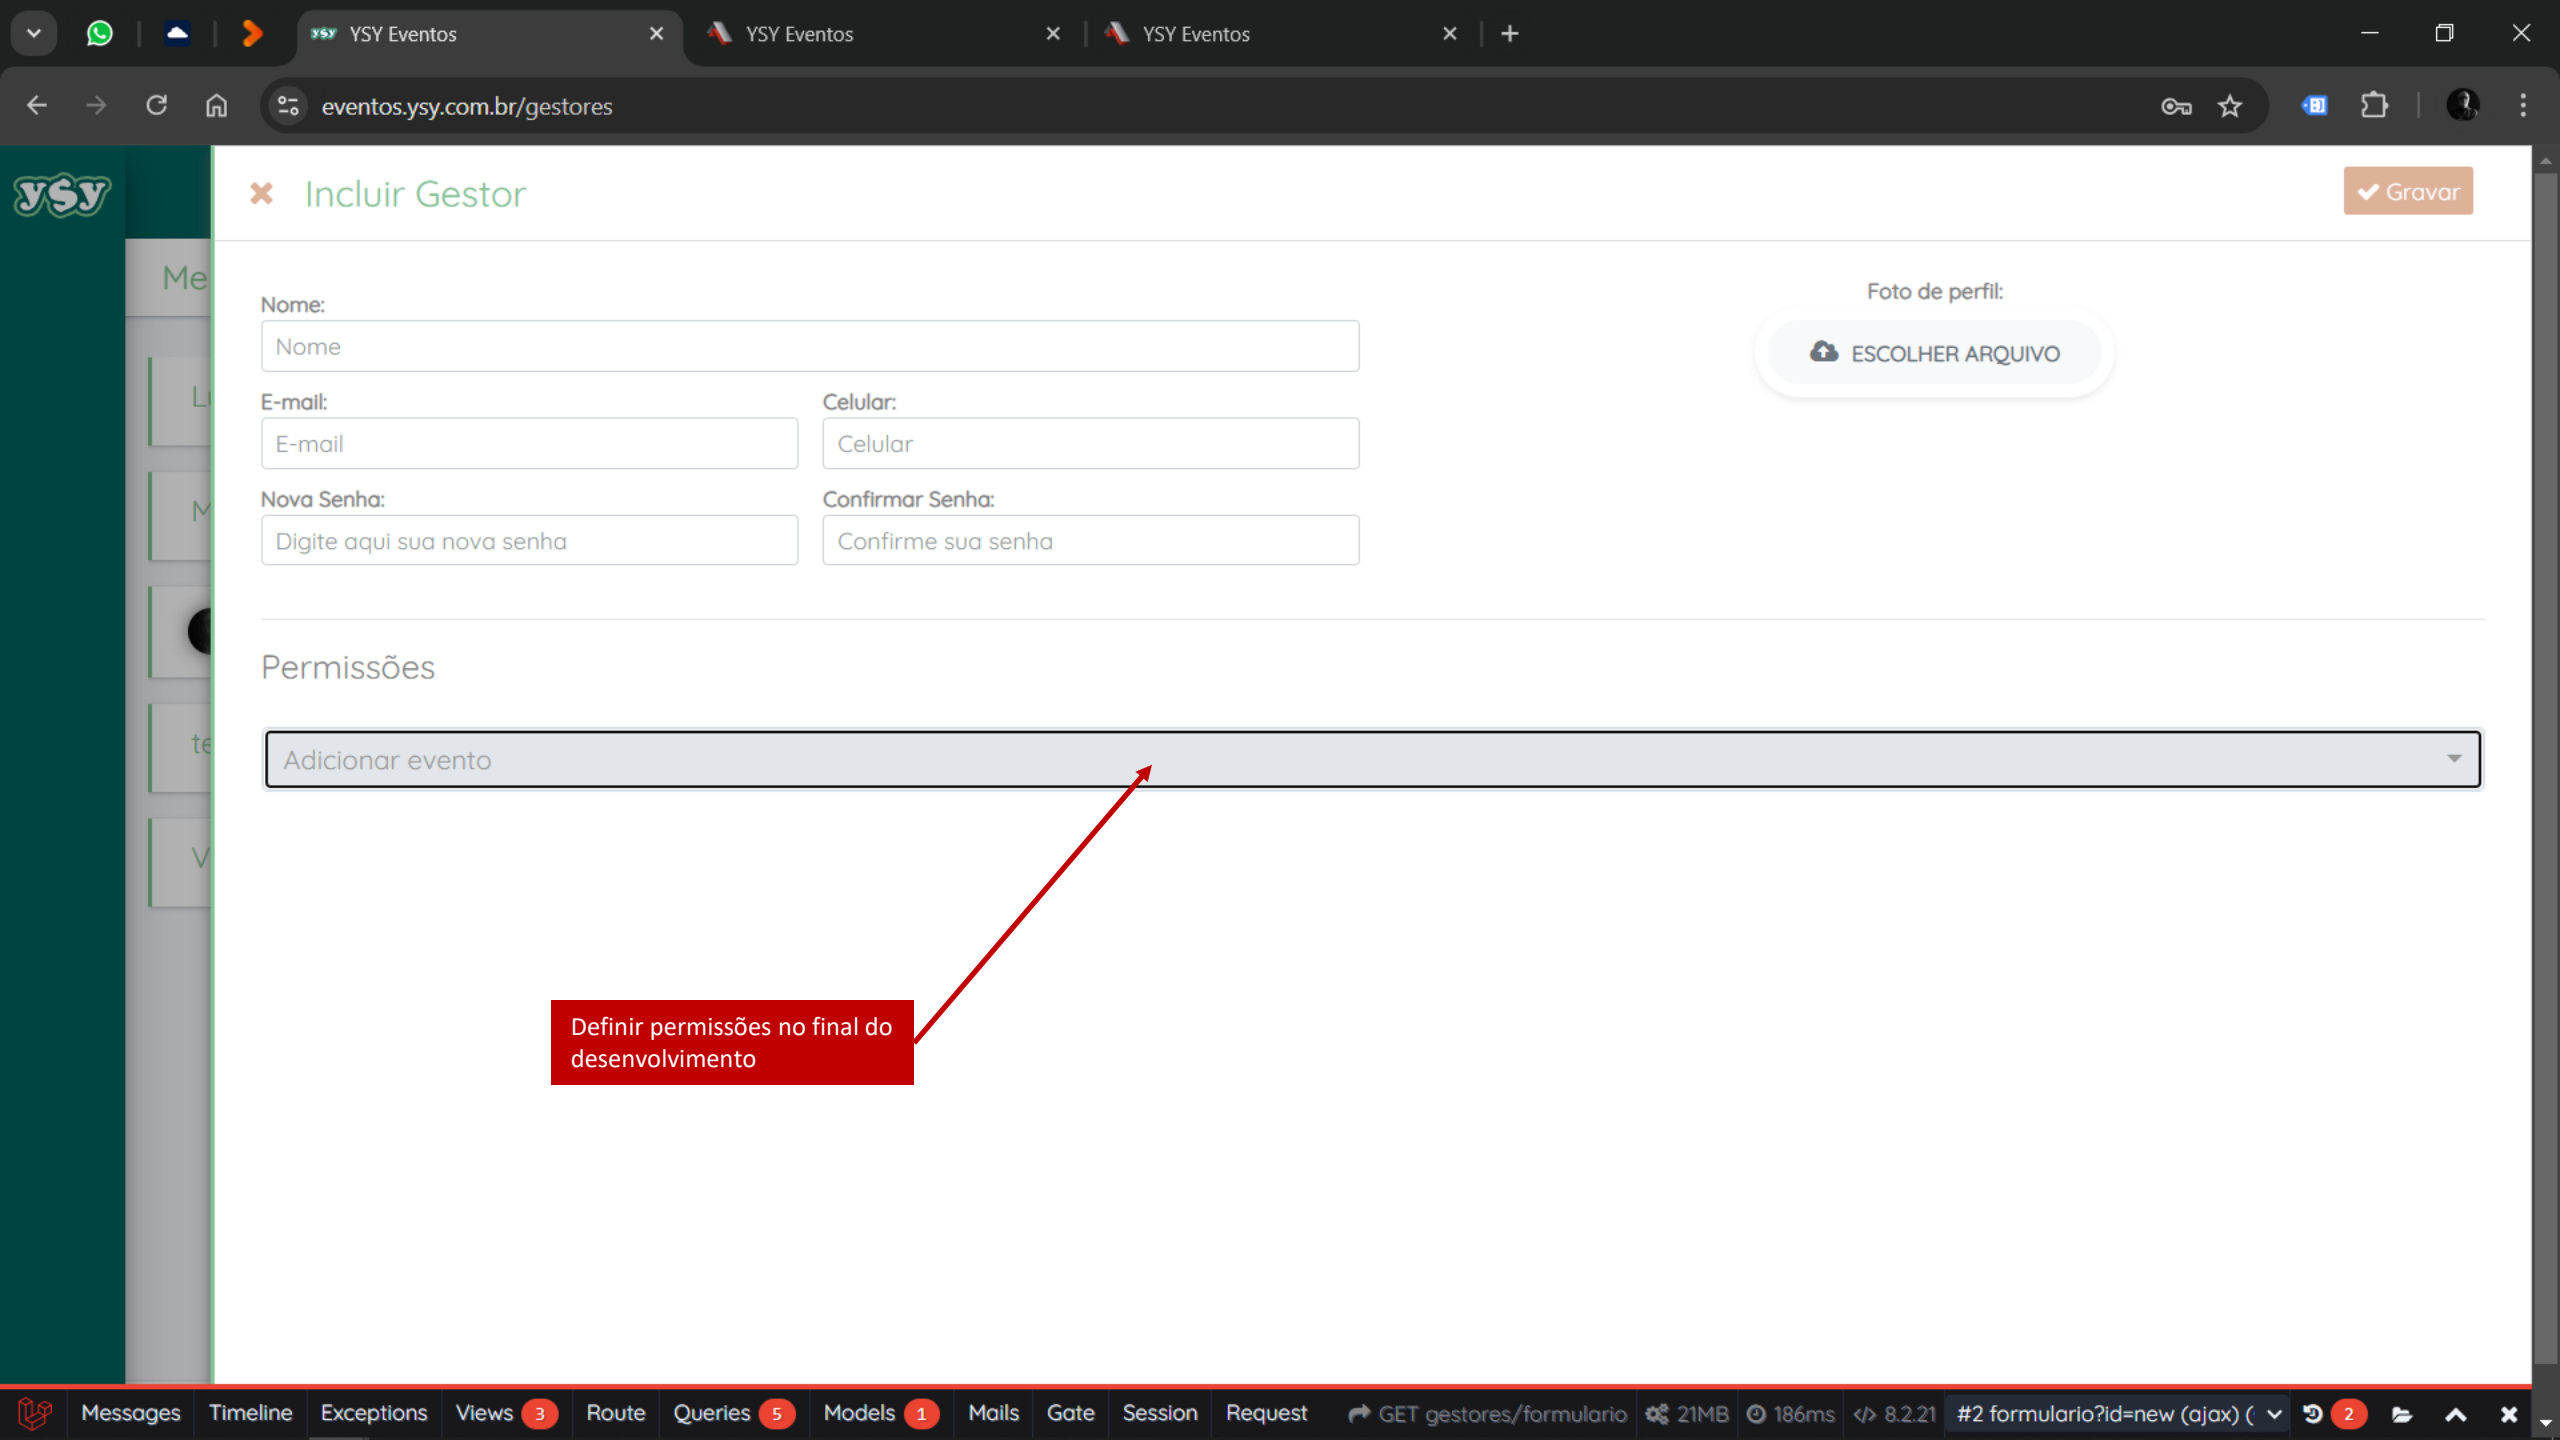 YSY Eventos
YSY Eventos
YSY Eventos
eventos.ysy.com.br/gestores
ysy
Incluir Gestor
Gravar
Me
Nome:
Foto de perfil:
Nome
ESCOLHER ARQUIVO
E-mail:
Celular:
E-mail
Celular
Nova Senha:
Confirmar Senha:
Digite aqui sua nova senha
Confirme sua senha
Permissões
te
Adicionar evento
V
Definir permissões no final do
desenvolvimento
Messages Timeline Exceptions Views 3 Route Queries 5 Models 1 Mails Gate Session Request GET gestores/formulario 21MB 186ms 8.2.21 #2 formulario?id=new (ajax) ( 2